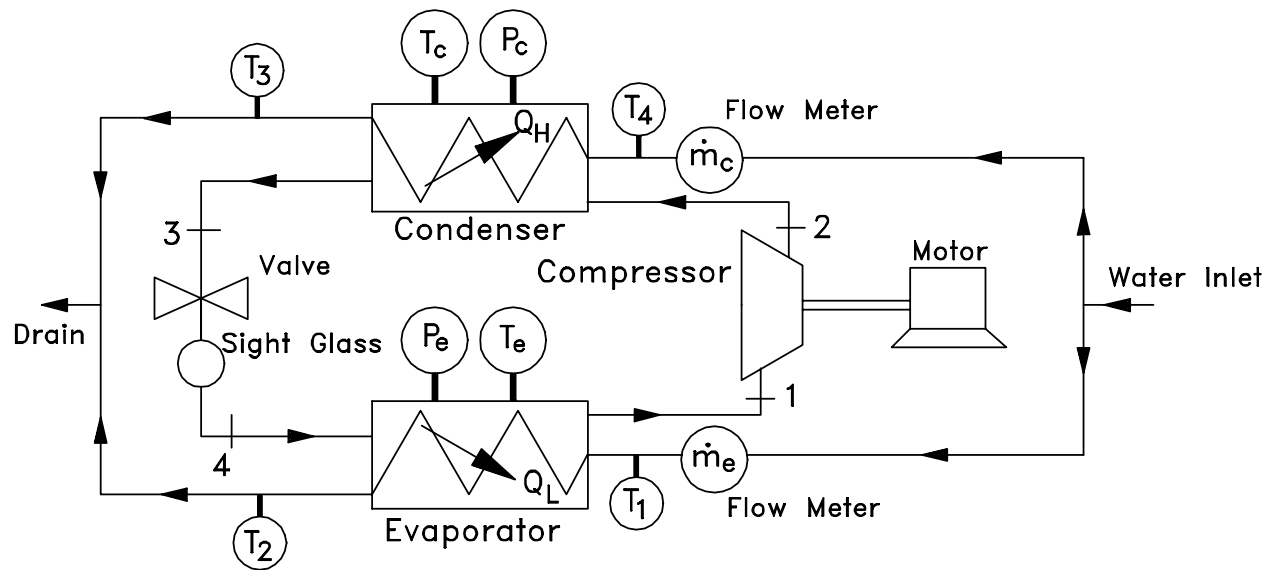 T3
Tc
Pc
T4
Flow Meter
QH
ṁc
Condenser
3
2
Valve
Compressor
Motor
Water Inlet
Drain
Sight Glass
Pe
Te
1
4
QL
ṁe
T1
Flow Meter
Evaporator
T2